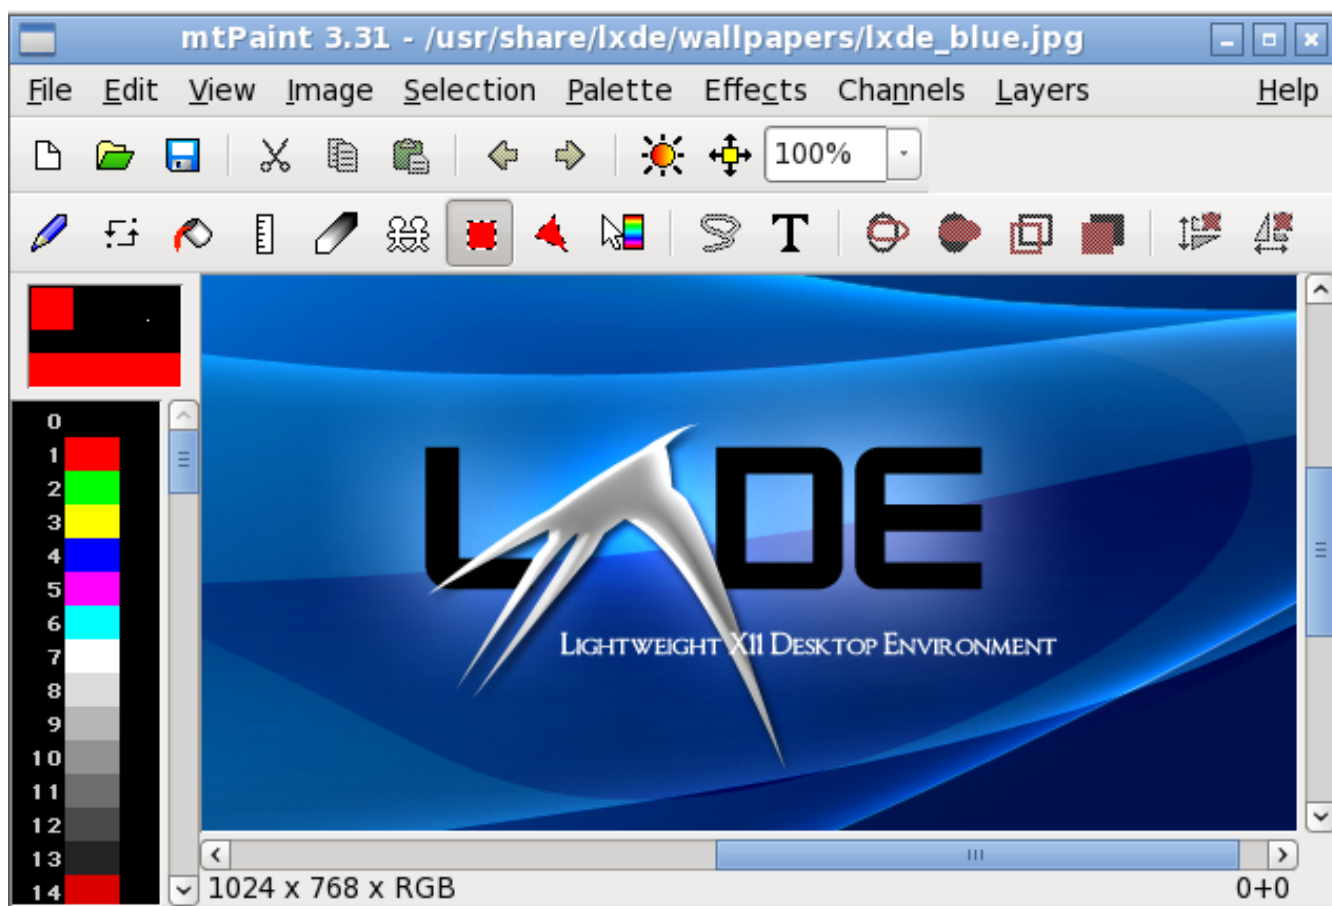 mtPaint 3.31 - /usr/share/lxde/wallpapers/lxde_blue.jpg
File Edit View Image Selection Palette Effects Channels Layers Help
100%
T
0
1
2
3
4
5
6
7
8
9
10
11
12
13
14
LXDE
LIGHTWEIGHT X11 DESKTOP ENVIRONMENT
1024 x 768 x RGB 0+0